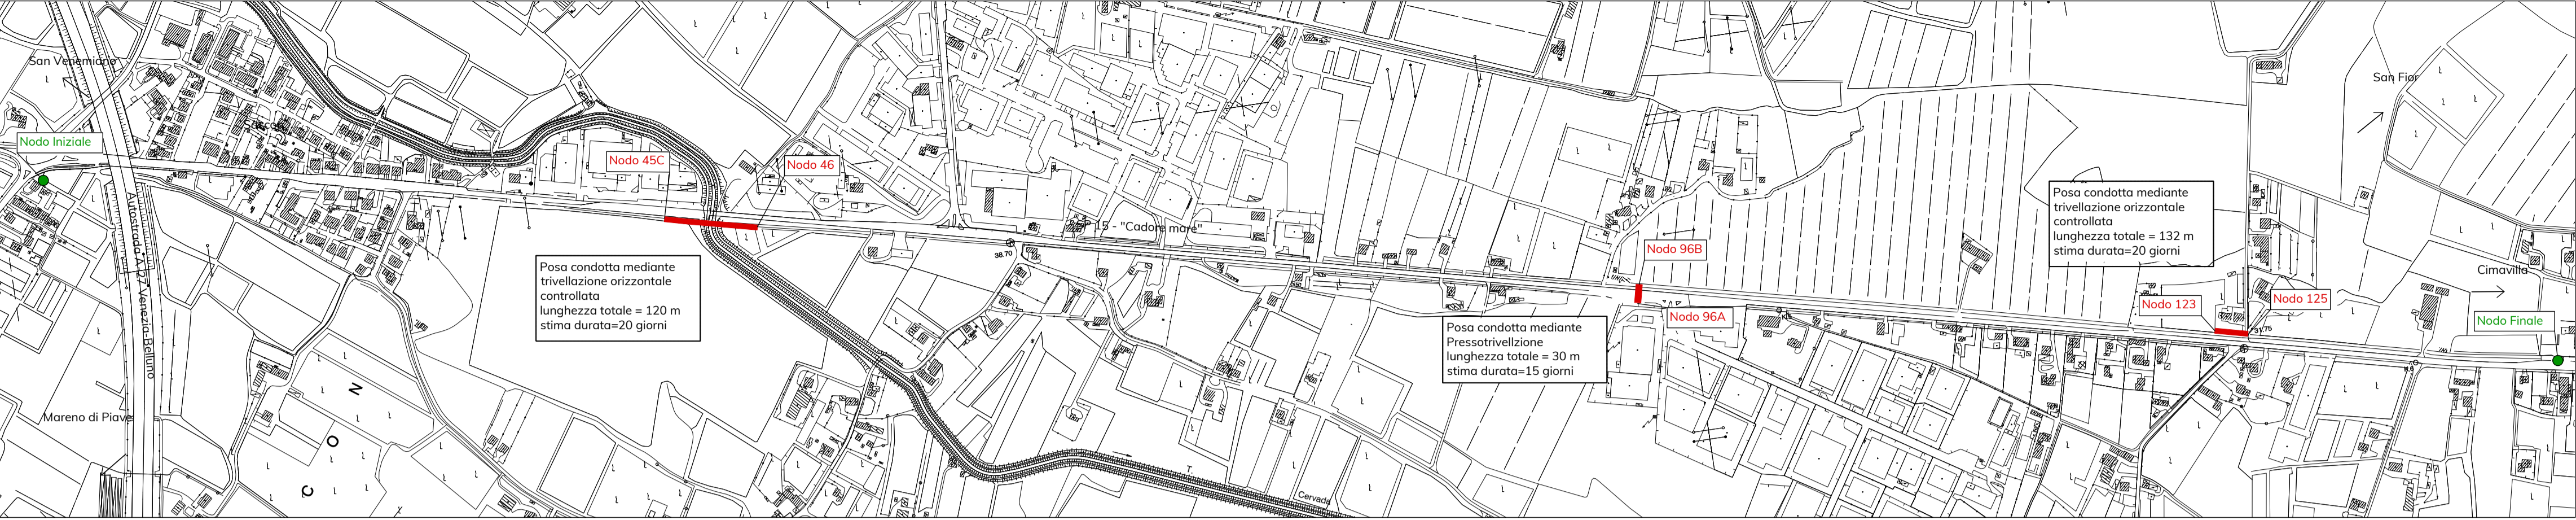 San Vendemiano
Nodo Iniziale
Autostrada A 27 Venezia-Belluno
Mareno di Piave
C O N
Nodo 45C
Nodo 46
Posa condotta mediante
trivellazione orizzontale
controllata
lunghezza totale = 120 m
stima durata=20 giorni
38.70
15 - "Cadore mare"
T.
Cervada
Posa condotta mediante
Pressotrivellzione
lunghezza totale = 30 m
stima durata=15 giorni
Nodo 96B
Nodo 96A
Posa condotta mediante
trivellazione orizzontale
controllata
lunghezza totale = 132 m
stima durata=20 giorni
Nodo 123
Nodo 125
31.75
San Fior
Cimavilla
Nodo Finale